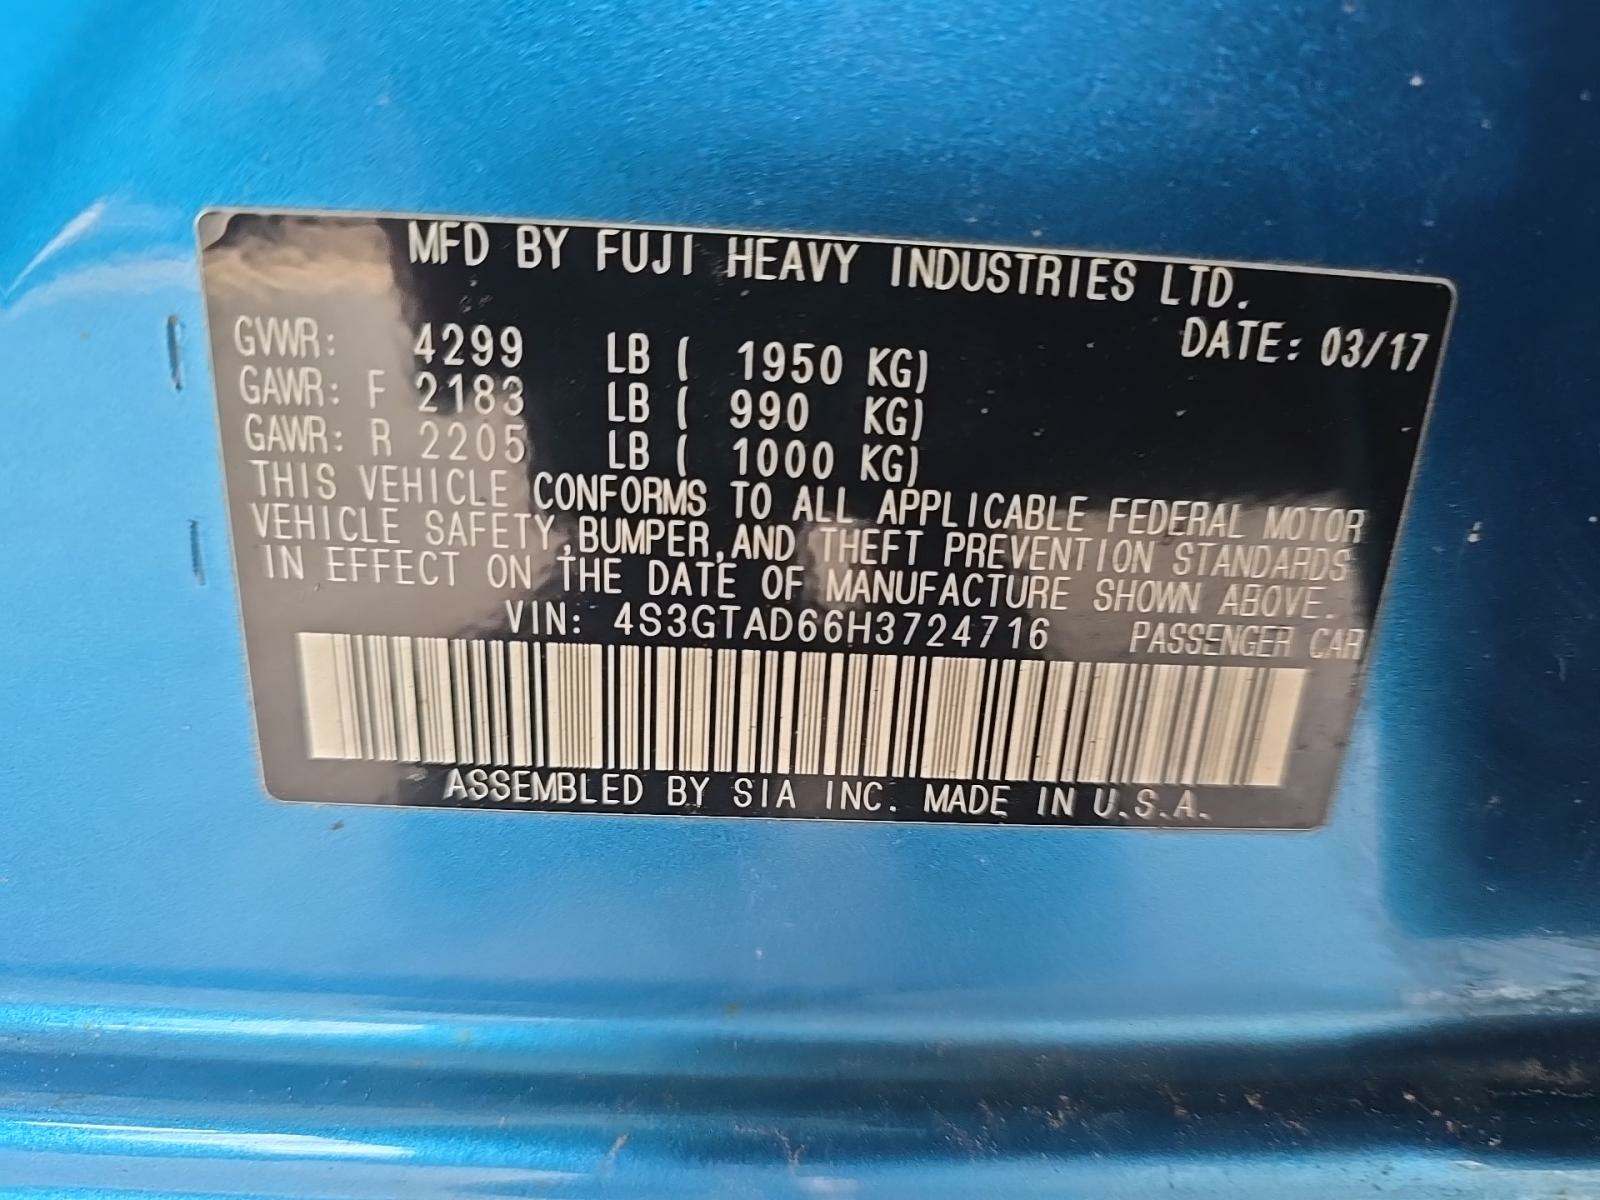 MFD BY FUJI HEAVY INDUSTRIES LTD.
DATE: 03/17
GVWR: 4299 LB ( 1950 KG)
GAWR: F 2183 LB ( 990 KG)
GAWR: R 2205 LB ( 1000 KG)
THIS VEHICLE CONFORMS TO ALL APPLICABLE FEDERAL MOTOR
VEHICLE SAFETY,BUMPER,AND THEFT PREVENTION STANDARDS
IN EFFECT ON THE DATE OF MANUFACTURE SHOWN ABOVE.
VIN: 4S3GTAD66H3724716 PASSENGER CAR
ASSEMBLED BY SIA INC. MADE IN U.S.A.